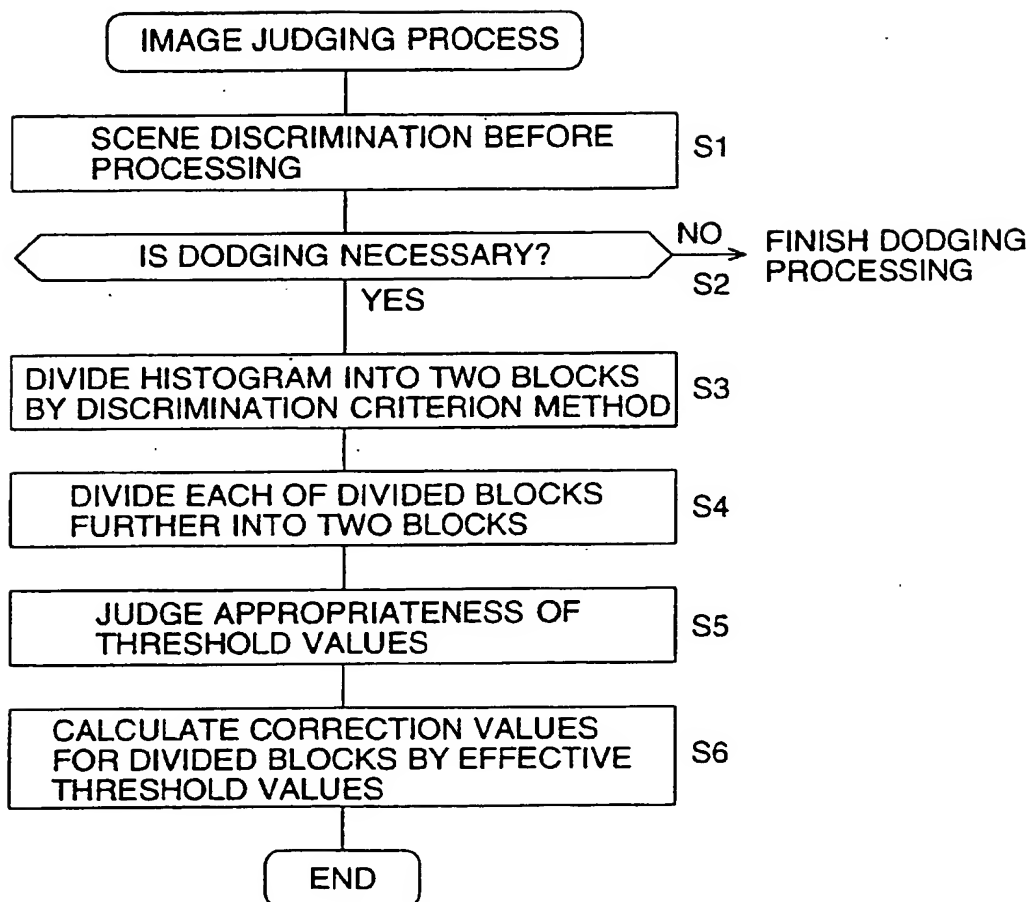 IMAGE JUDGING PROCESS
SCENE DISCRIMINATION BEFORE
PROCESSING
S1
IS DODGING NECESSARY?
NO
S2
FINISH DODGING
PROCESSING
YES
DIVIDE HISTOGRAM INTO TWO BLOCKS
BY DISCRIMINATION CRITERION METHOD
S3
DIVIDE EACH OF DIVIDED BLOCKS
FURTHER INTO TWO BLOCKS
S4
JUDGE APPROPRIATENESS OF
THRESHOLD VALUES
S5
CALCULATE CORRECTION VALUES
FOR DIVIDED BLOCKS BY EFFECTIVE
THRESHOLD VALUES
S6
END